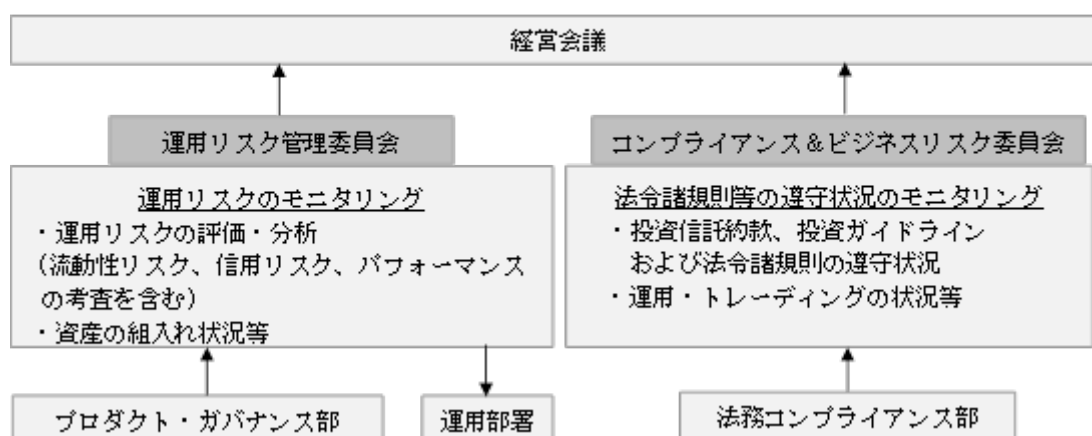 経営会議
運用リスク管理委員会
運用リスクのモニタリング
・運用リスクの評価・分析
(流動性リスク、信用リスク、パフォーマンス
の考査を含む)
・資産の組入れ状況等
プロダクト・ガバナンス部
運用部署
コンプライアンス&ビジネスリスク委員会
法令諸規則等の遵守状況のモニタリング
・投資信託約款、投資ガイドライン
および法令諸規則の遵守状況
・運用・トレーディングの状況等
法務コンプライアンス部